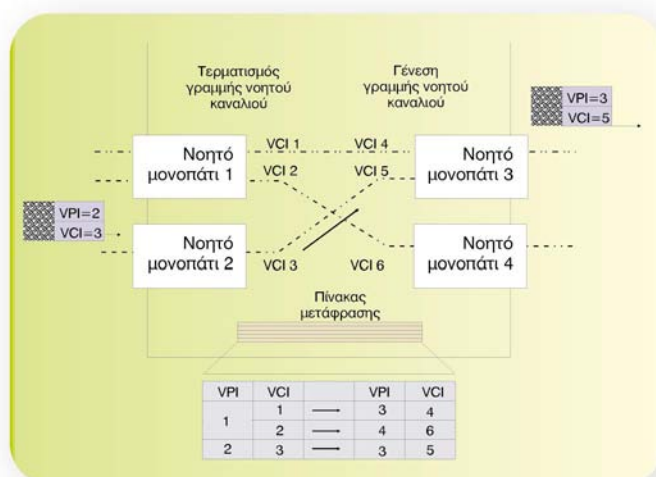 Τερματισμός
γραμμής νοητού
καναλιού
Γένεση
γραμμής νοητού
καναλιού
VPI=3
VCI=5
Νοητό
μονοπάτι 1
VCI 1
VCI 4
Νοητό
μονοπάτι 3
VCI 2
VCI 5
VPI=2
VCI=3
Νοητό
μονοπάτι 2
VCI 3
VCI 6
Νοητό
μονοπάτι 4
Πίνακας
μετάφρασης
VPI VCI VPI VCI
1 1 3 4
2 4 6
2 3 3 5